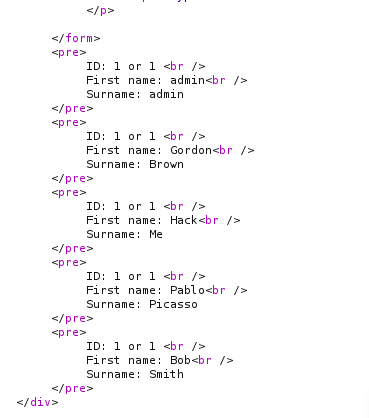 </p>
</form>
<pre>
ID: 1 or 1 <br />
First name: admin<br />
Surname: admin
</pre>
<pre>
ID: 1 or 1 <br />
First name: Gordon<br />
Surname: Brown
</pre>
<pre>
ID: 1 or 1 <br />
First name: Hack<br />
Surname: Me
</pre>
<pre>
ID: 1 or 1 <br />
First name: Pablo<br />
Surname: Picasso
</pre>
<pre>
ID: 1 or 1 <br />
First name: Bob<br />
Surname: Smith
</pre>
</div>